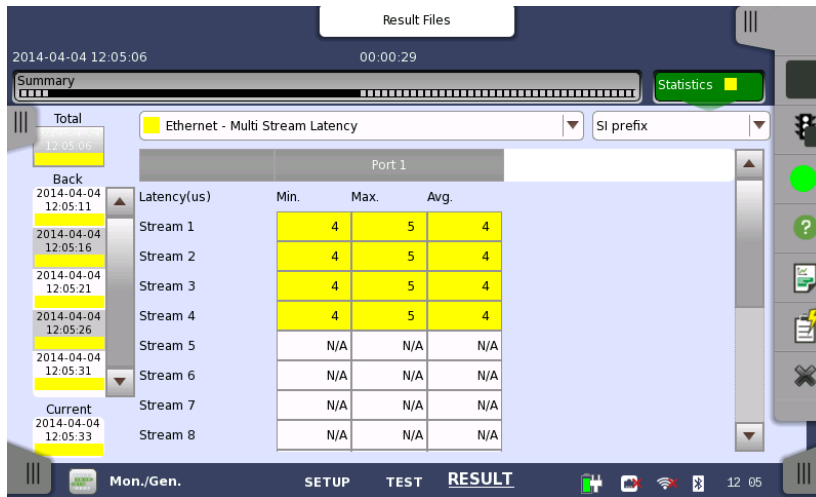 Result Files
2014-04-04 12:05:06 00:00:29
Summary
Statistics
Total
12:05:06
Ethernet - Multi Stream Latency
SI prefix
Port 1
Back
2014-04-04
12:05:11
2014-04-04
12:05:16
2014-04-04
12:05:21
2014-04-04
12:05:26
2014-04-04
12:05:31
Current
2014-04-04
12:05:33
Latency(us) Min. Max. Avg.
Stream 1 4 5 4
Stream 2 4 5 4
Stream 3 4 5 4
Stream 4 4 5 4
Stream 5 N/A N/A N/A
Stream 6 N/A N/A N/A
Stream 7 N/A N/A N/A
Stream 8 N/A N/A N/A
Mon./Gen. SETUP TEST RESULT 12 05